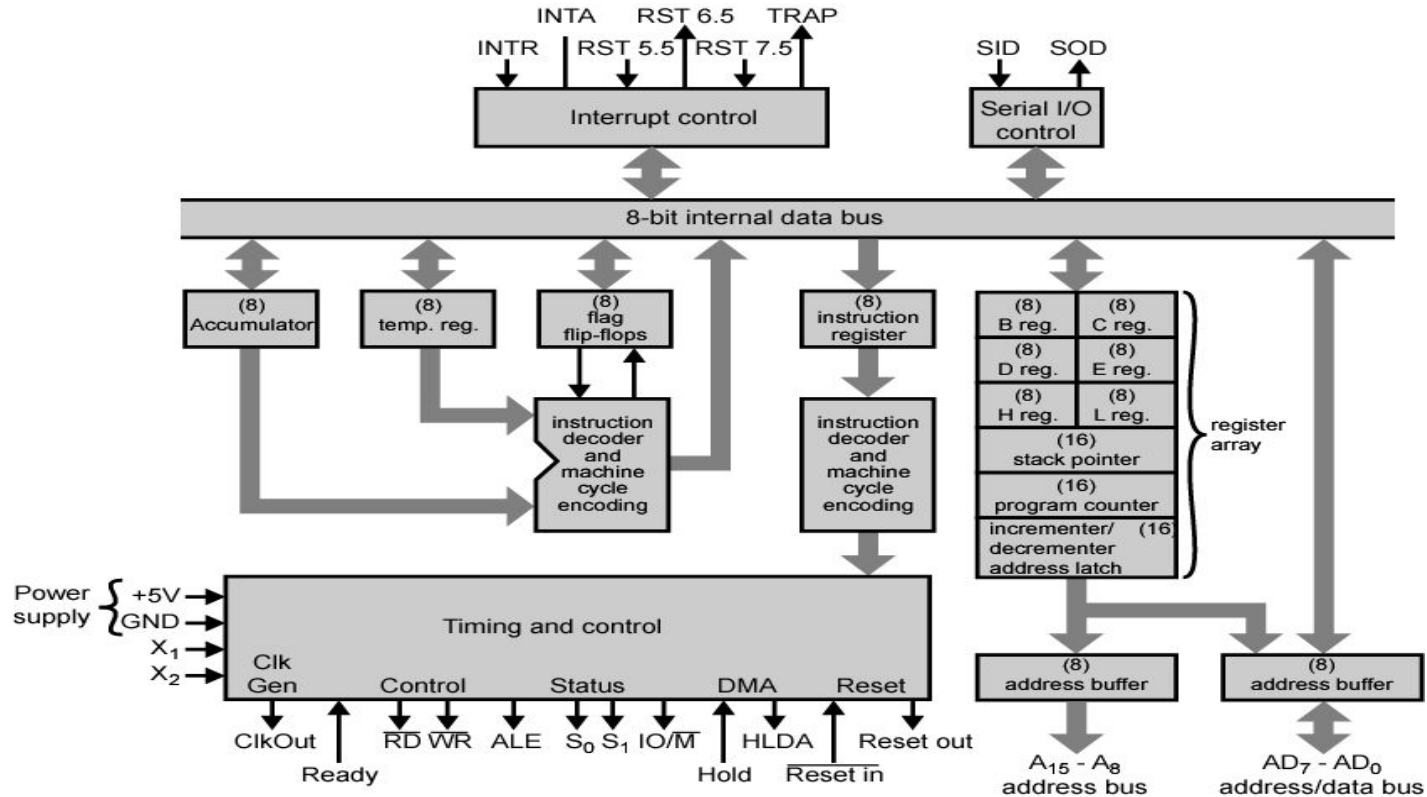 INTA RST 6.5 TRAP
INTR RST 5.5 RST 7.5 SID SOD
Interrupt control
Serial I/O
control
8-bit internal data bus
(8)
Accumulator
(8)
temp. reg.
(8)
flag
flip-flops
(8)
instruction
register
(8)
B reg.
(8)
C reg.
(8)
D reg.
(8)
E reg.
(8)
H reg.
(8)
L reg.
(16)
stack pointer
(16)
program counter
incrementer/ (16)
decrementer
address latch
register
array
instruction
decoder
and
machine
cycle
encoding
instruction
decoder
and
machine
cycle
encoding
Power
supply
+5V
GND
X₁
X₂
Timing and control
Clk
Gen Control Status DMA Reset
ClkOut R̅D̅ W̅R̅ ALE S₀ S₁ IO/M̅ HLDA Reset out
Ready Hold R̅e̅s̅e̅t̅ i̅n̅
(8)
address buffer
(8)
address buffer
A₁₅ - A₈
address bus
AD₇ - AD₀
address/data bus